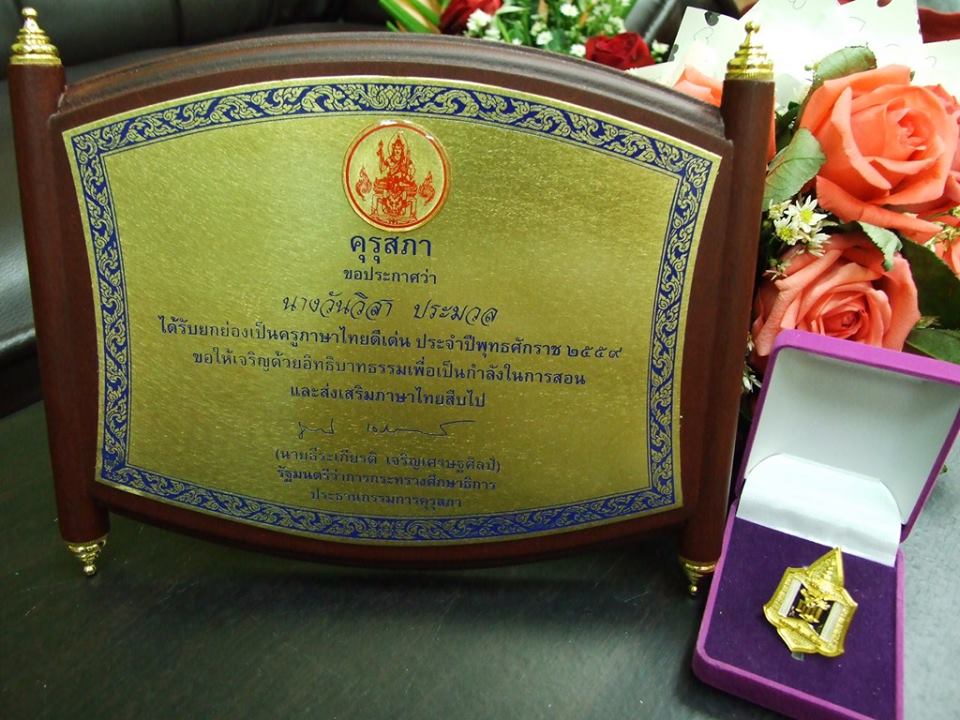 คุรุสภา
ขอประกาศว่า
นางวันวิสา ประมวล
ได้รับยกย่องเป็นครูภาษาไทยดีเด่น ประจำปีพุทธศักราช ๒๕๕๙
ขอให้เจริญด้วยอิทธิบาทธรรมเพื่อเป็นกำลังในการสอน
และส่งเสริมภาษาไทยสืบไป
(นายธีระเกียรติ เจริญเศรษฐศิลป์)
รัฐมนตรีว่าการกระทรวงศึกษาธิการ
ประธานกรรมการคุรุสภา